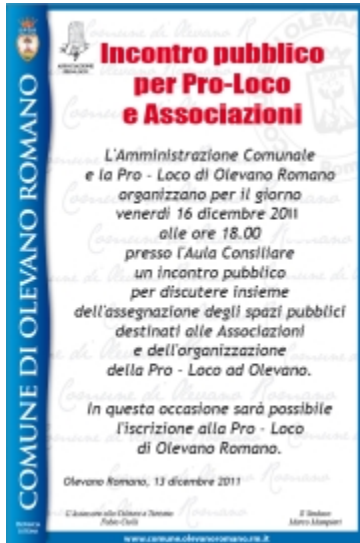 COMUNE DI OLEVANO ROMANO
ASSOCIAZIONE
PRO LOCO
Incontro pubblico
per Pro-Loco
e Associazioni
L'Amministrazione Comunale
e la Pro - Loco di Olevano Romano
organizzano per il giorno
venerdì 16 dicembre 2011
alle ore 18.00
presso l'Aula Consiliare
un incontro pubblico
per discutere insieme
dell'assegnazione degli spazi pubblici
destinati alle Associazioni
e dell'organizzazione
della Pro - Loco ad Olevano.
In questa occasione sarà possibile
l'iscrizione alla Pro - Loco
di Olevano Romano.
Olevano Romano, 13 dicembre 2011
Il Sindaco
Marco Mampieri
www.comune.olevanoromano.rm.it